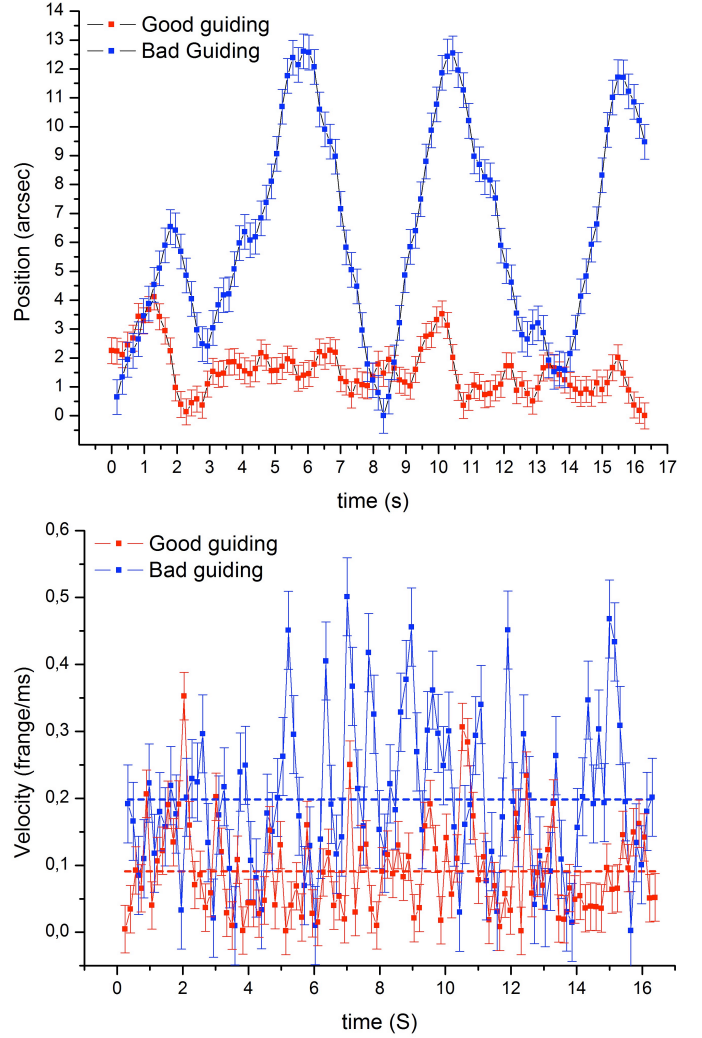 14
13
12
11
10
9
8
7
6
5
4
3
2
1
0
Position (arcsec)
Good guiding
Bad Guiding
0 1 2 3 4 5 6 7 8 9 10 11 12 13 14 15 16 17
time (s)
0,6
0,5
0,4
0,3
0,2
0,1
0,0
Velocity (frange/ms)
Good guiding
Bad guiding
0 2 4 6 8 10 12 14 16
time (S)